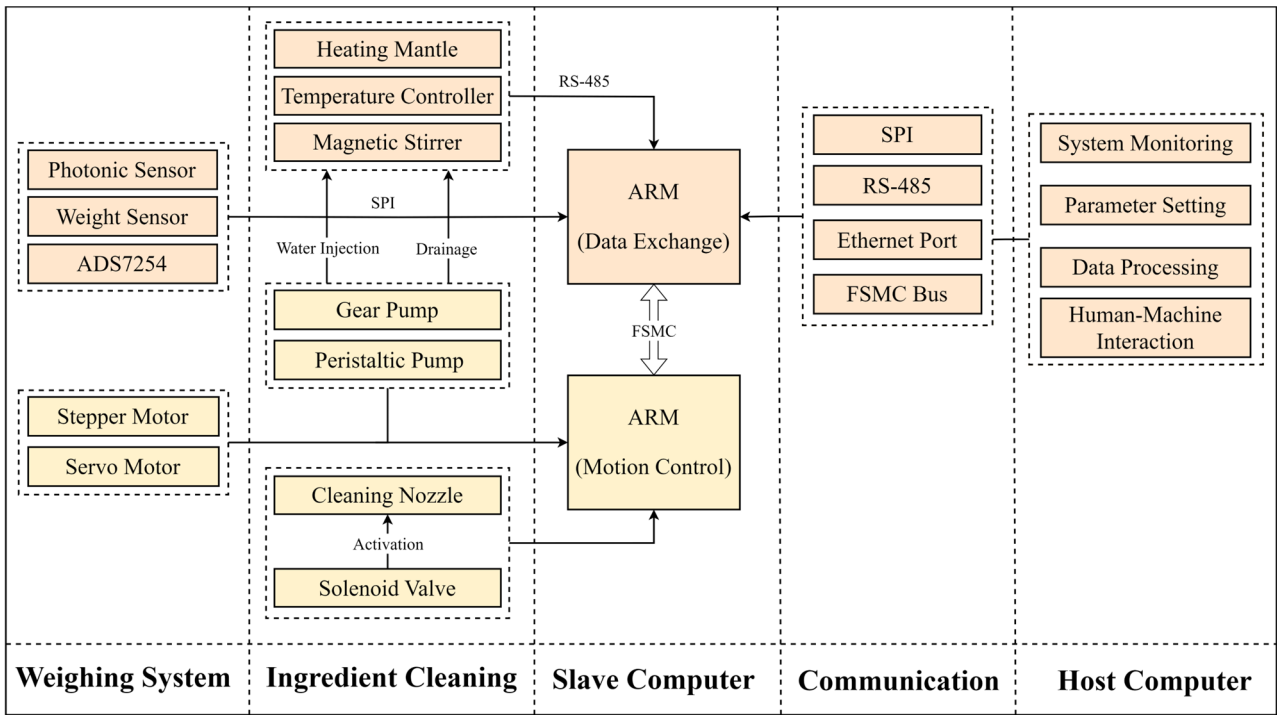 Photonic Sensor
Weight Sensor
ADS7254
Stepper Motor
Servo Motor
Heating Mantle
Temperature Controller
Magnetic Stirrer
RS-485
SPI
Water Injection
Drainage
Gear Pump
Peristaltic Pump
Cleaning Nozzle
Activation
Solenoid Valve
ARM
(Data Exchange)
FSMC
ARM
(Motion Control)
SPI
RS-485
Ethernet Port
FSMC Bus
System Monitoring
Parameter Setting
Data Processing
Human-Machine
Interaction
Weighing System
Ingredient Cleaning
Slave Computer
Communication
Host Computer